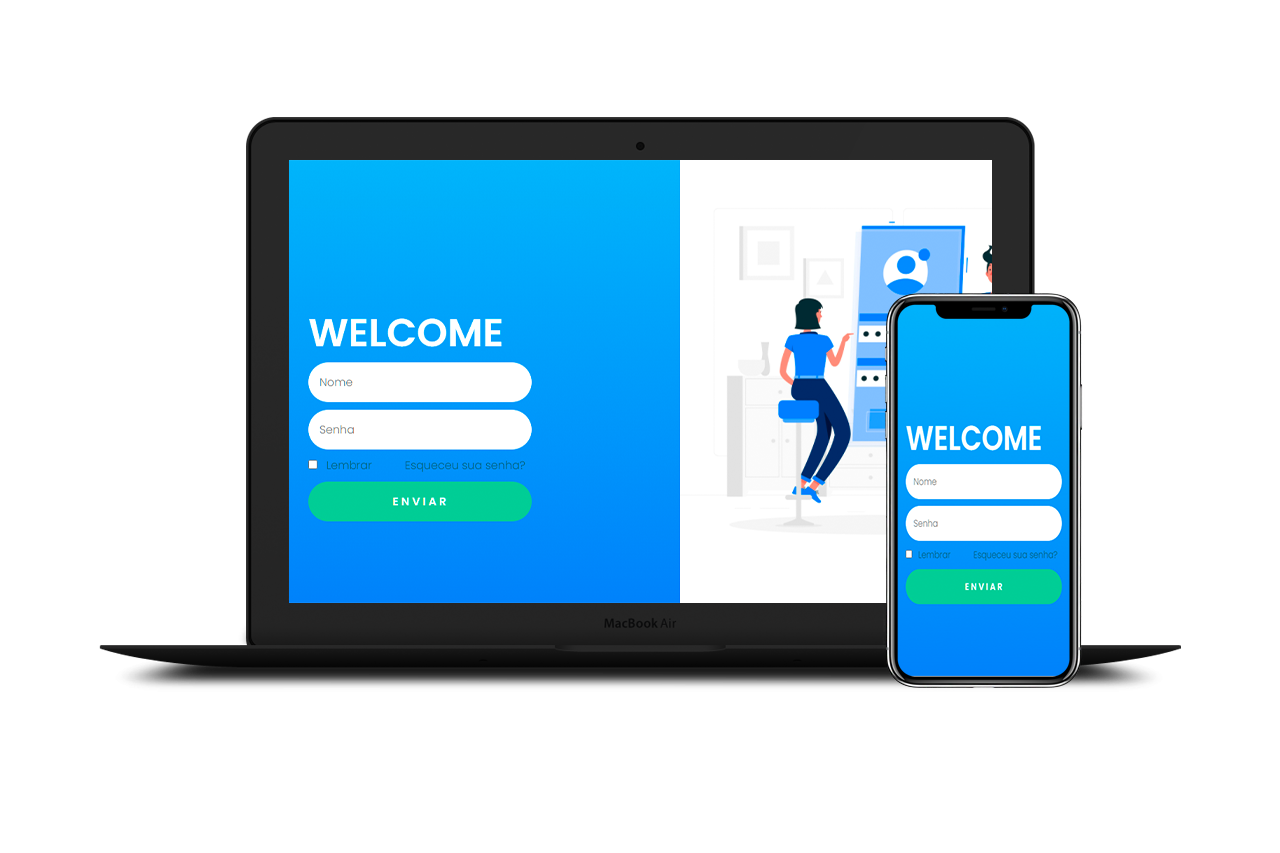 WELCOME
Nome
Senha
Lembrar Esqueceu sua senha?
ENVIAR
MacBook Air
WELCOME
Nome
Senha
Lembrar Esqueceu sua senha?
ENVIAR